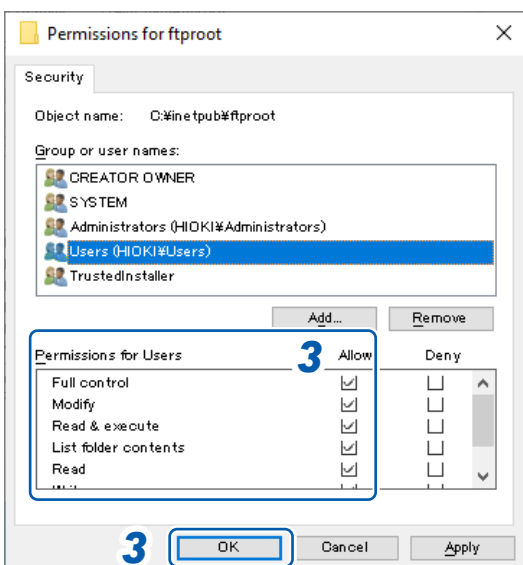 Permissions for ftproot
Security
Object name: C:¥inetpub¥ftproot
Group or user names:
CREATOR OWNER
SYSTEM
Administrators (HIOKI¥Administrators)
Users (HIOKI¥Users)
TrustedInstaller
Add... Remove
Permissions for Users 3 Allow Deny
Full control
Modify
Read & execute
List folder contents
Read
3 OK Cancel Apply